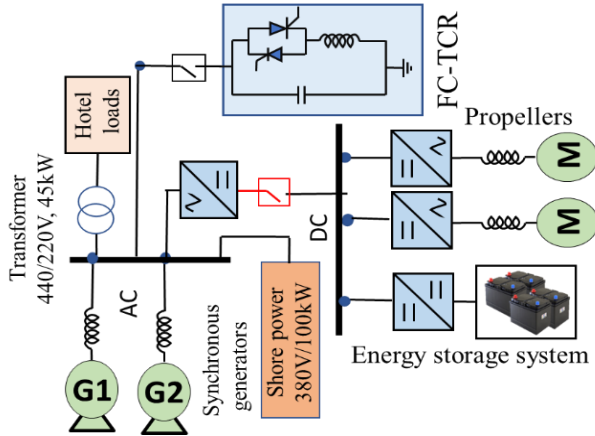 FC-TCR
Hotel
loads
Propellers
M
M
Transformer
440/220V, 45kW
AC
DC
Synchronous
generators
Shore power
380V/100kW
Energy storage system
G1
G2